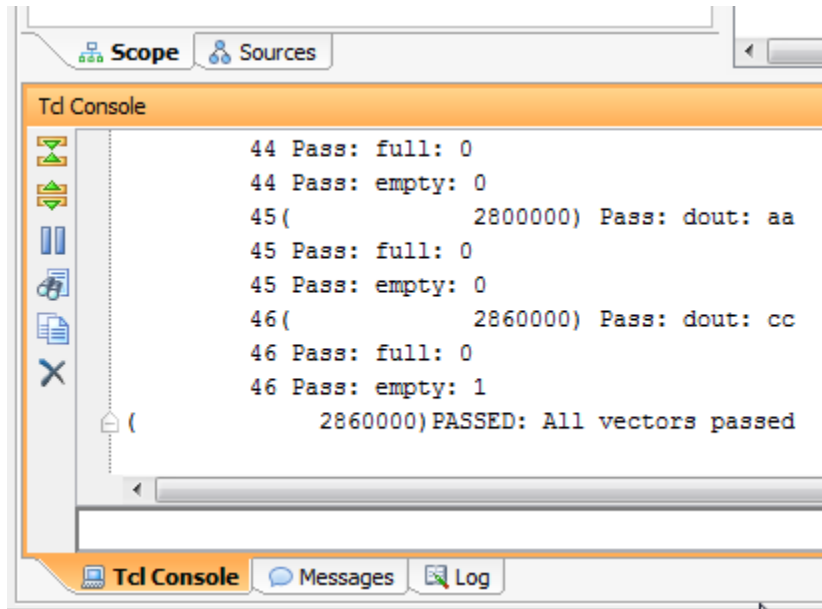 Scope Sources
Tcl Console
44 Pass: full: 0
44 Pass: empty: 0
45( 2800000) Pass: dout: aa
45 Pass: full: 0
45 Pass: empty: 0
46( 2860000) Pass: dout: cc
46 Pass: full: 0
46 Pass: empty: 1
( 2860000)PASSED: All vectors passed
Tcl Console Messages Log